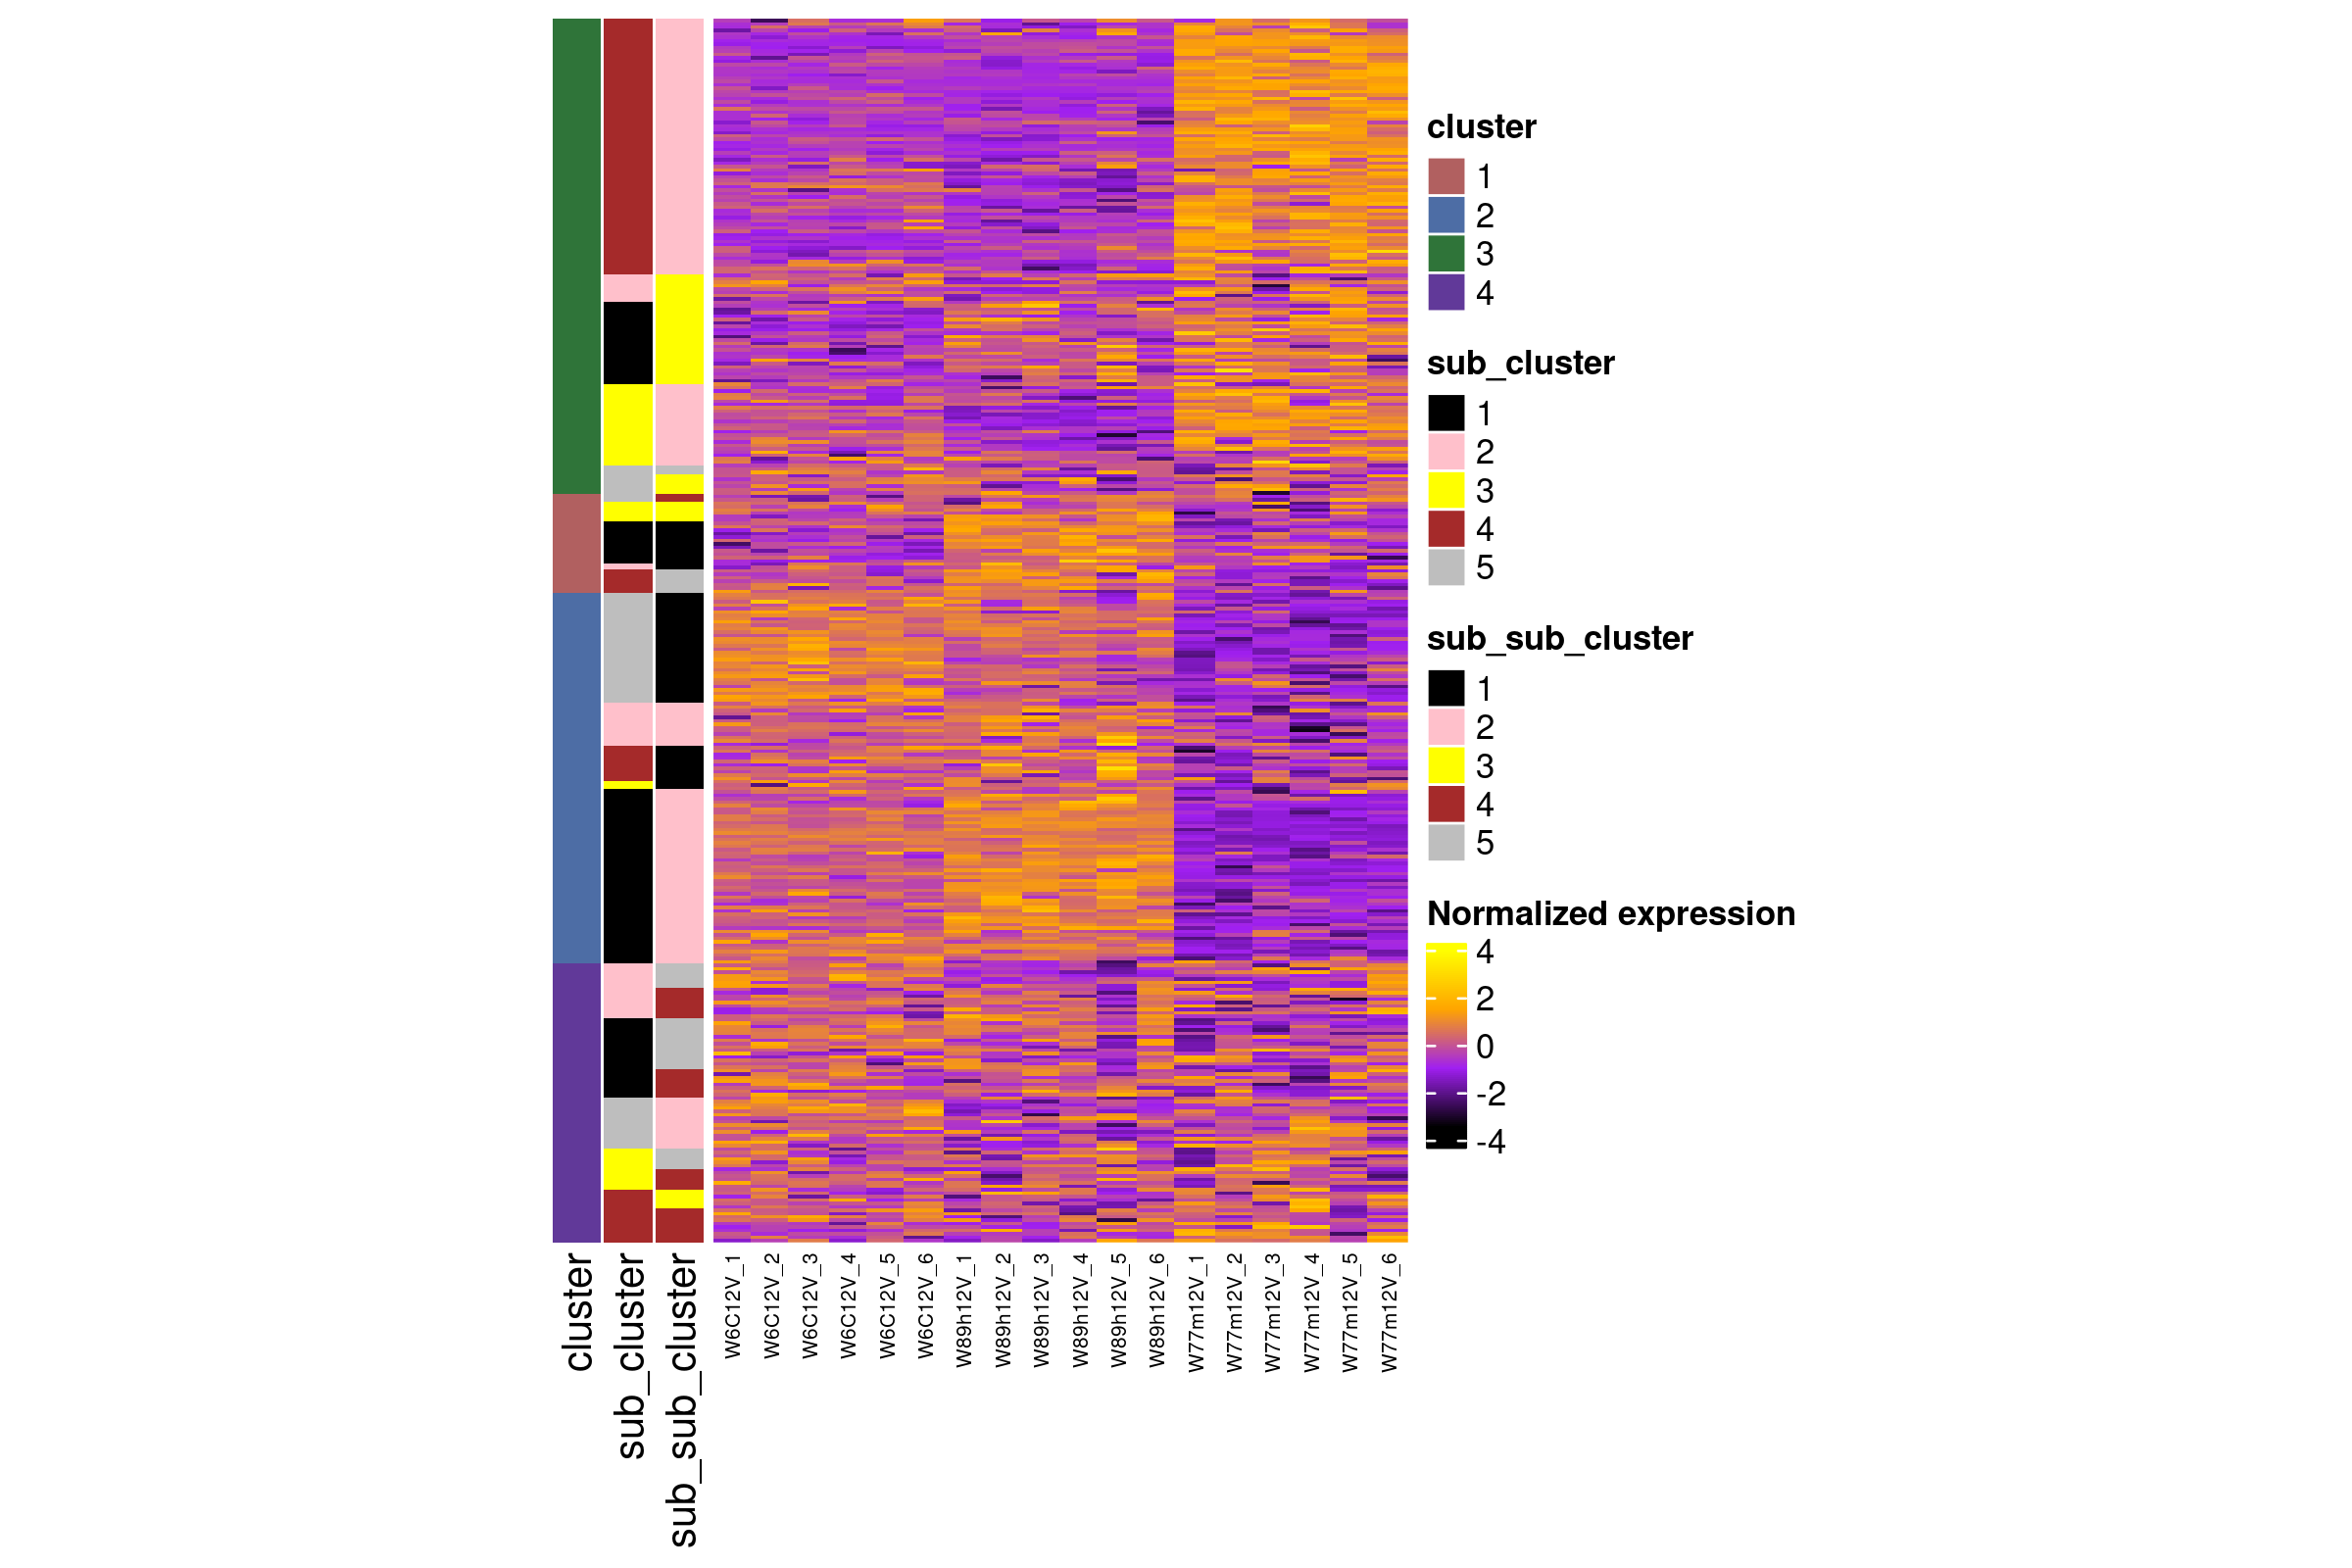 cluster
1
2
3
4
sub_cluster
1
2
3
4
5
sub_sub_cluster
1
2
3
4
5
Normalized expression
4
2
0
-2
-4
cluster
sub_cluster
sub_sub_cluster
W6C12V_1
W6C12V_2
W6C12V_3
W6C12V_4
W6C12V_5
W6C12V_6
W89h12V_1
W89h12V_2
W89h12V_3
W89h12V_4
W89h12V_5
W89h12V_6
W77m12V_1
W77m12V_2
W77m12V_3
W77m12V_4
W77m12V_5
W77m12V_6